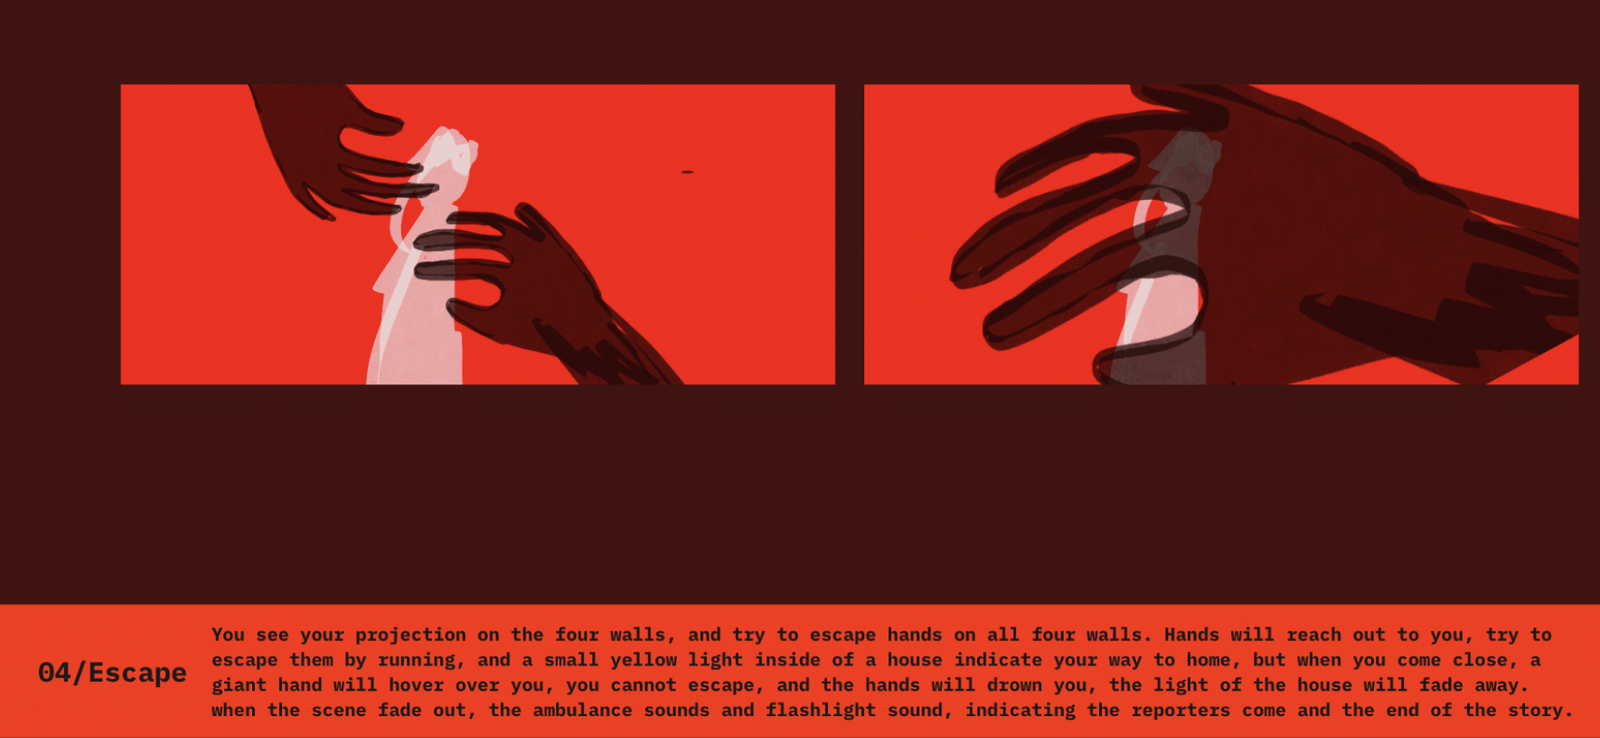 04/Escape
You see your projection on the four walls, and try to escape hands on all four walls. Hands will reach out to you, try to
escape them by running, and a small yellow light inside of a house indicate your way to home, but when you come close, a
giant hand will hover over you, you cannot escape, and the hands will drown you, the light of the house will fade away.
when the scene fade out, the ambulance sounds and flashlight sound, indicating the reporters come and the end of the story.